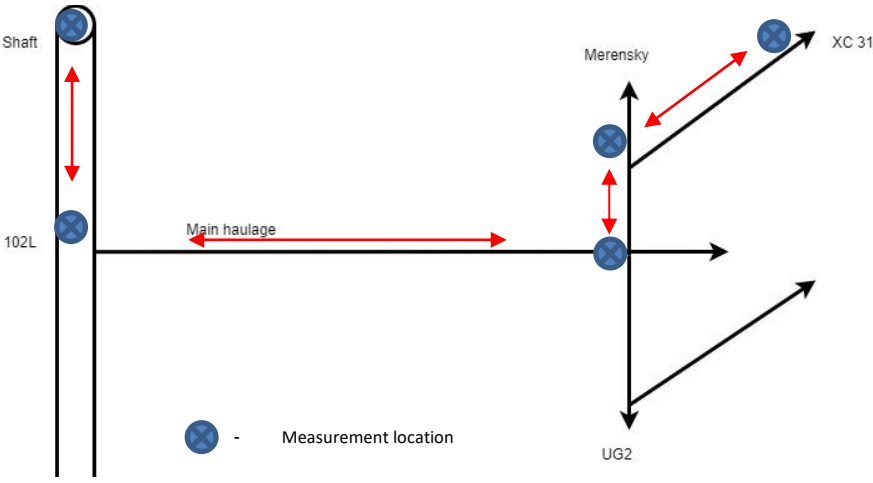 Shaft
XC 31
Merensky
Main haulage
102L
- Measurement location
UG2